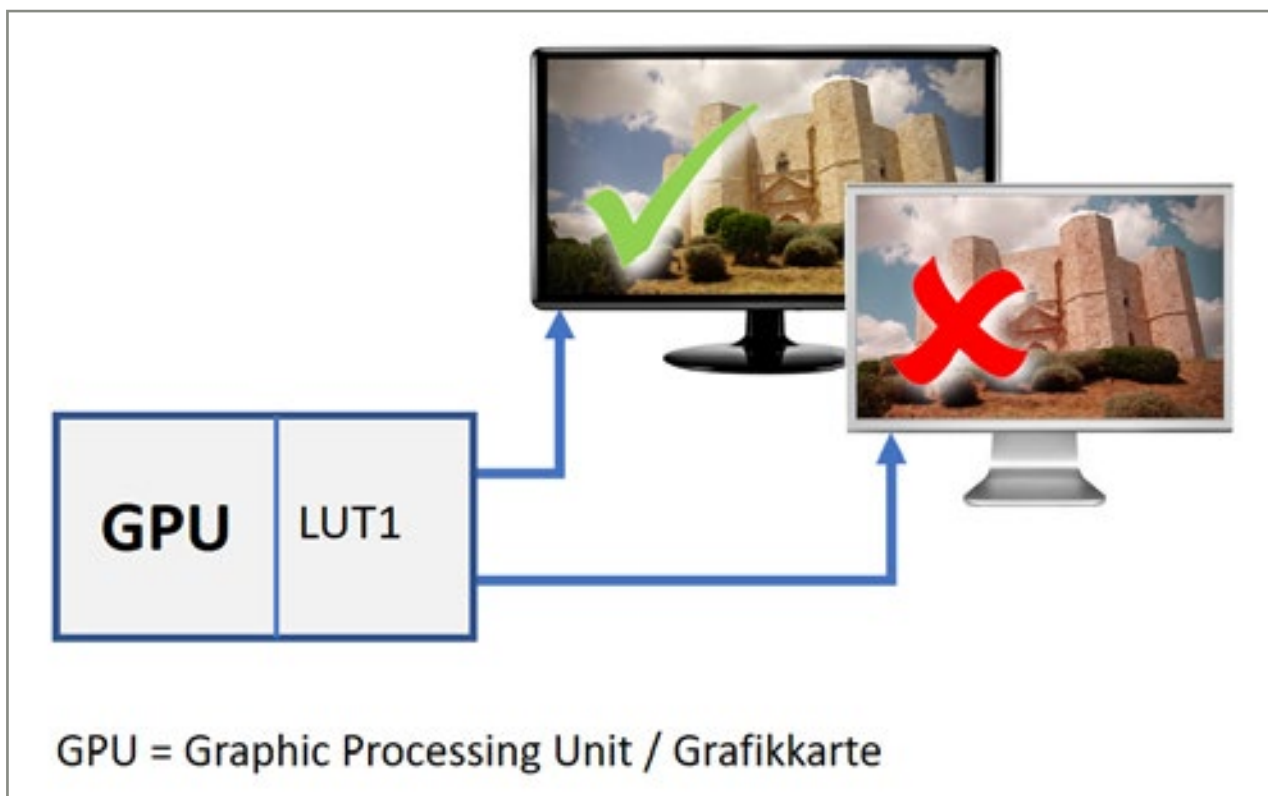 GPU
LUT1
GPU = Graphic Processing Unit / Grafikkarte